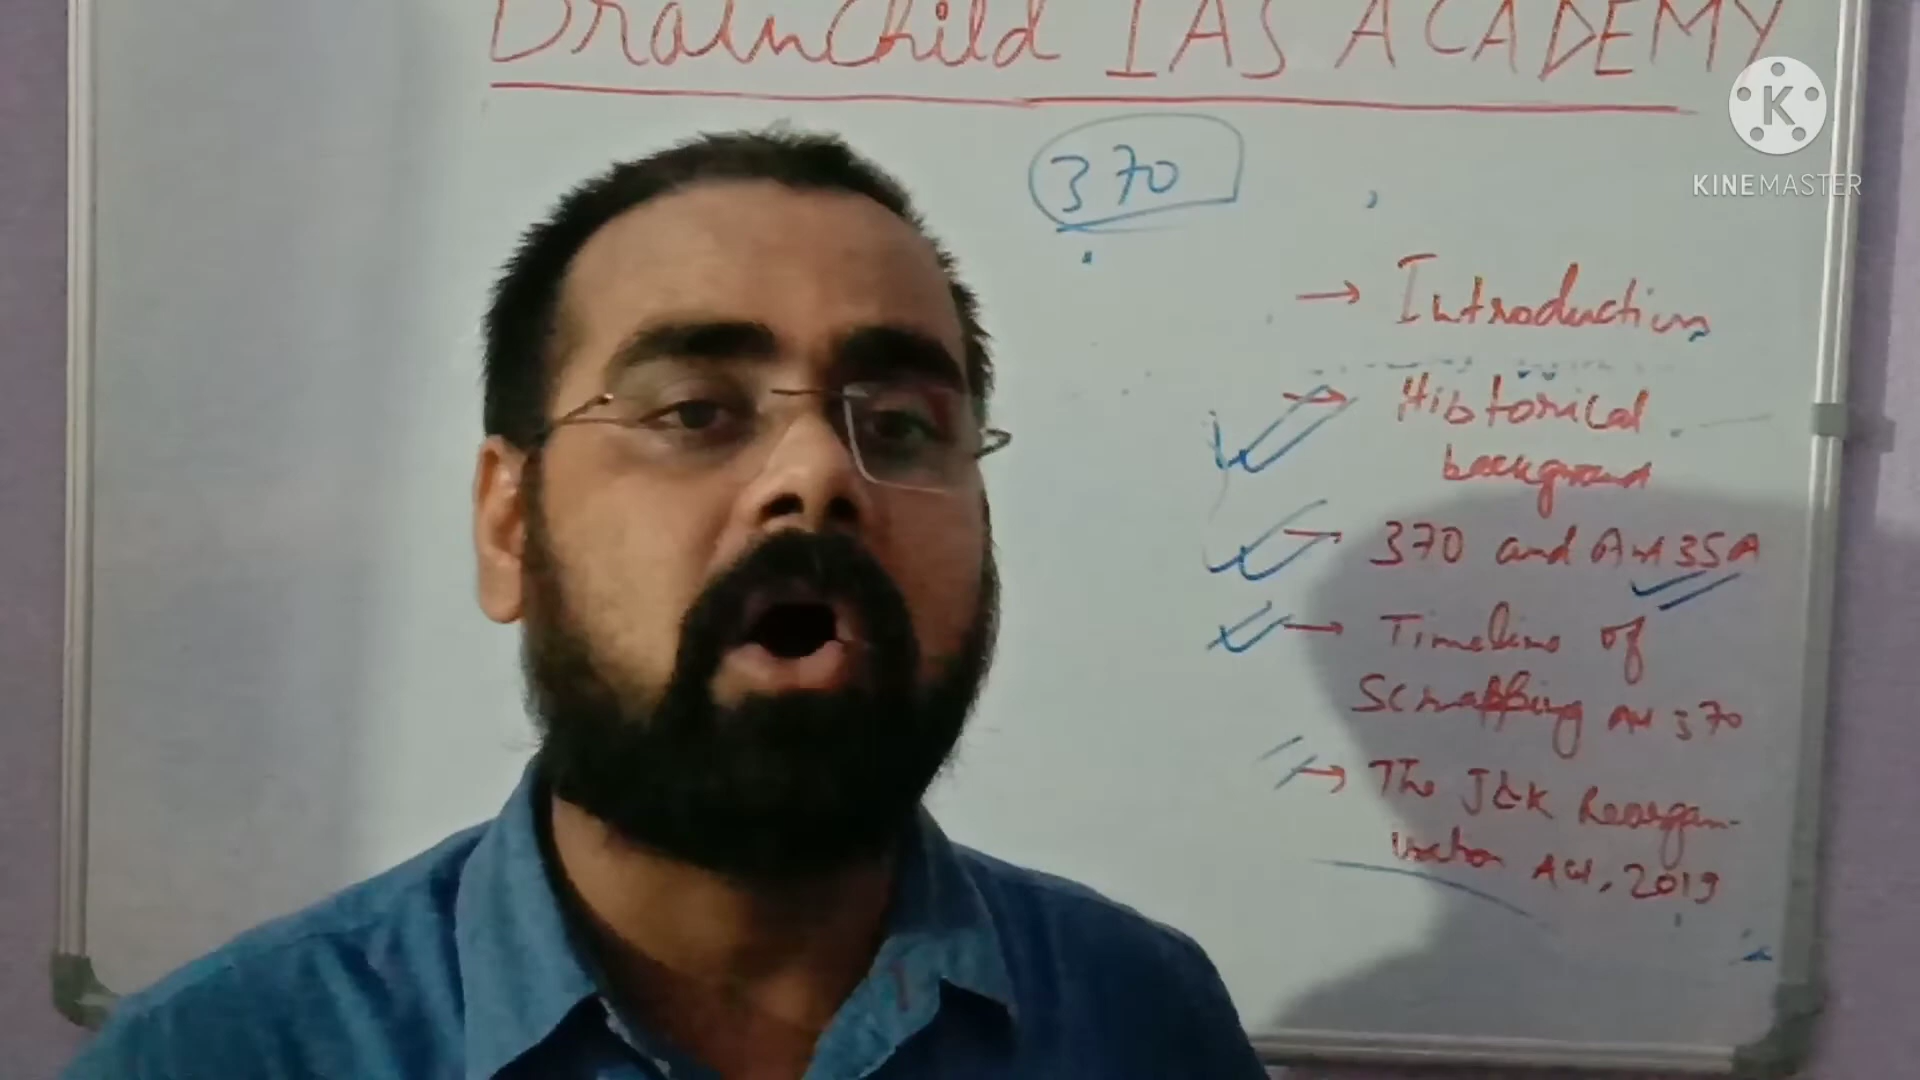 BrainChild IAS ACADEMY
370
KINEMASTER
→ Introduction
→ Historical
background
→ 370 and Art 35A
→ Timeline of
Scrapping Art 370
→ The J&K Reorgan-
ization Act, 2019